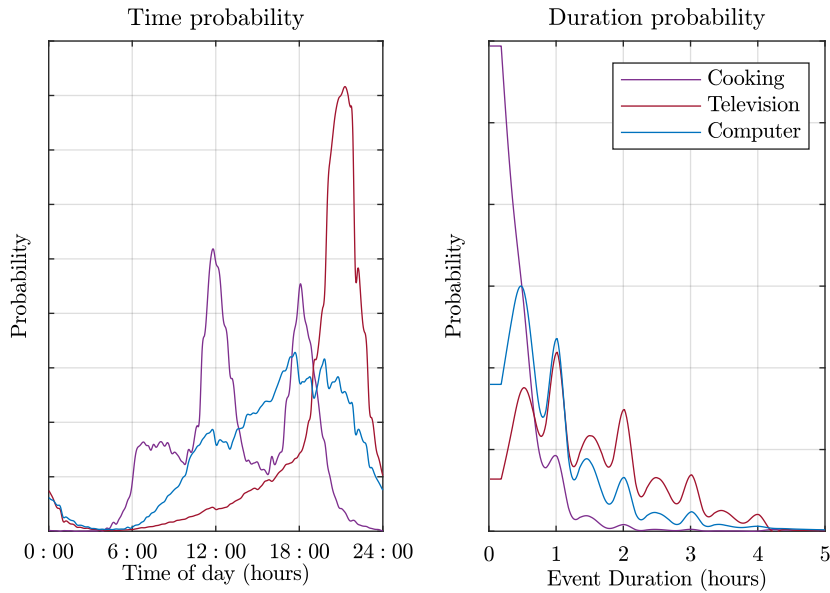 Time probability
Probability
0 : 00 6 : 00 12 : 00 18 : 00 24 : 00
Time of day (hours)
Duration probability
Cooking
Television
Computer
Probability
0 1 2 3 4 5
Event Duration (hours)